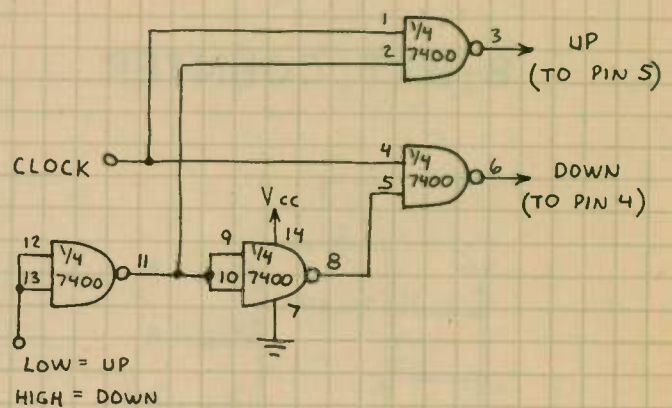 1
1/4
7400
2
3
UP
(TO PIN 5)
CLOCK
4
1/4
7400
5
6
DOWN
(TO PIN 4)
Vcc
14
12
1/4
7400
13
11
9
1/4
7400
10
8
7
LOW = UP
HIGH = DOWN